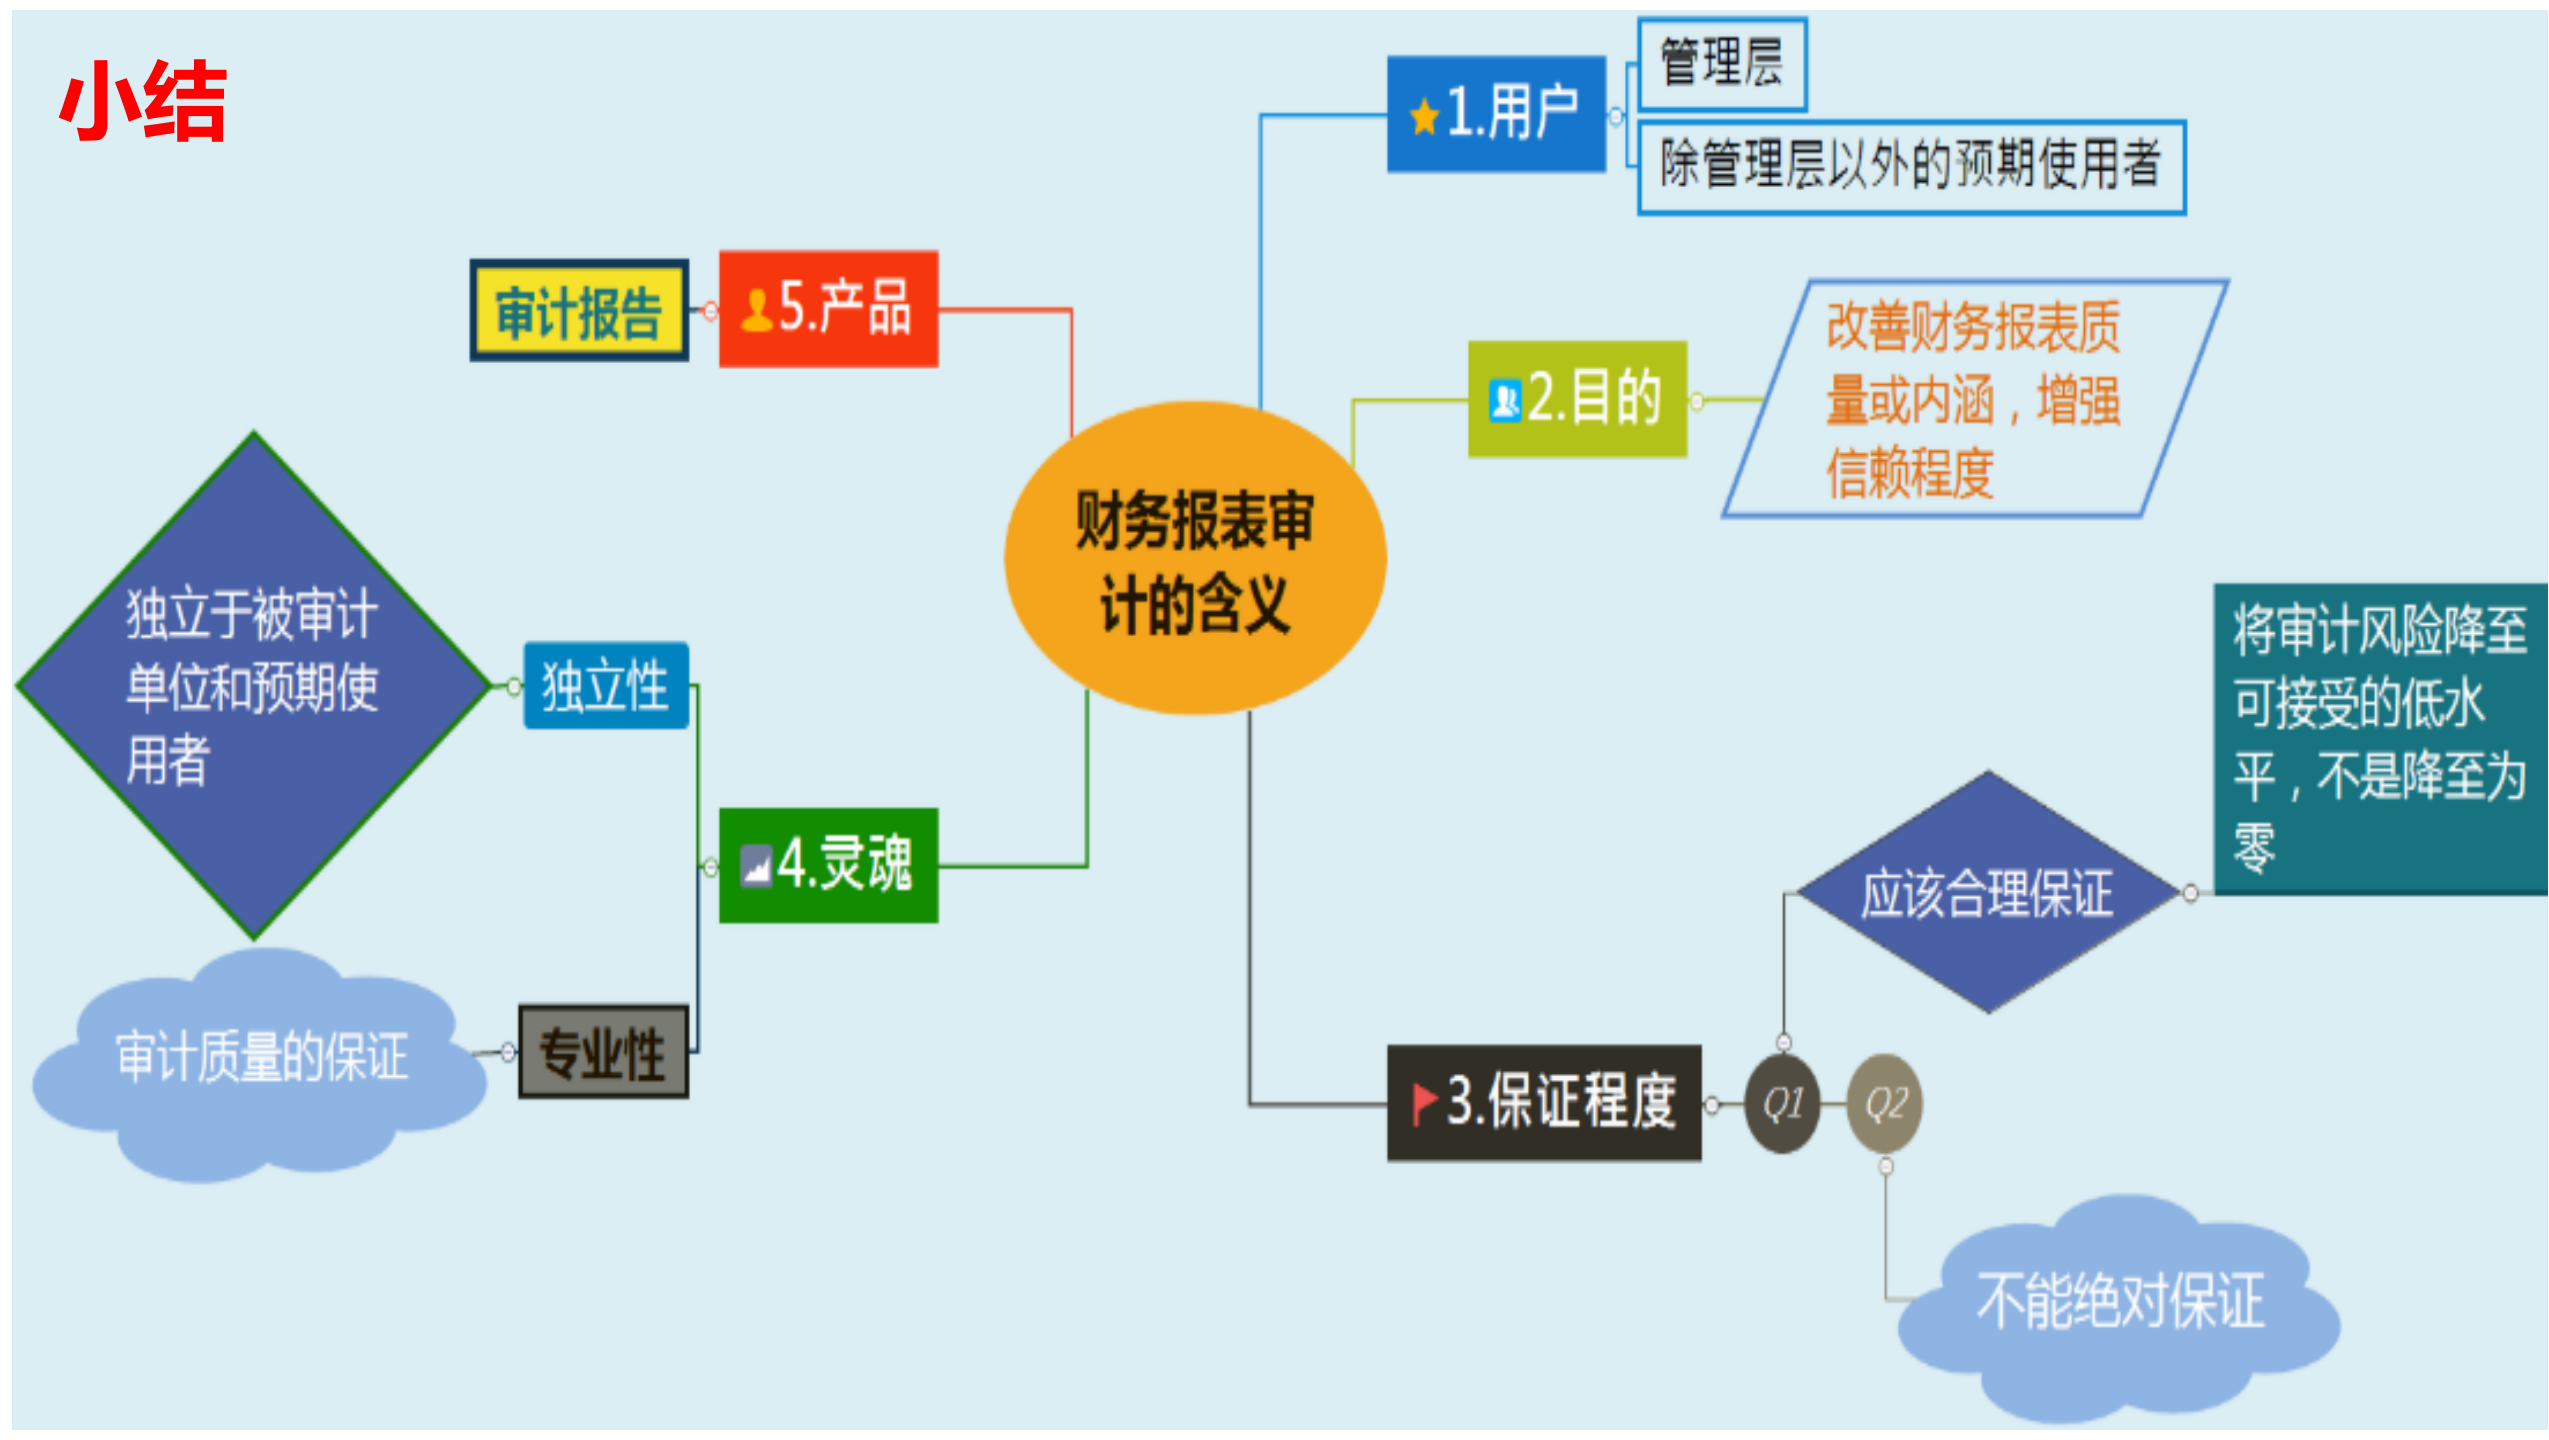 小结
1.用户
管理层
除管理层以外的预期使用者
2.目的
改善财务报表质
量或内涵，增强
信赖程度
财务报表审
计的含义
3.保证程度
Q1
Q2
应该合理保证
将审计风险降至
可接受的低水
平，不是降至为
零
不能绝对保证
4.灵魂
独立性
独立于被审计
单位和预期使
用者
专业性
审计质量的保证
5.产品
审计报告